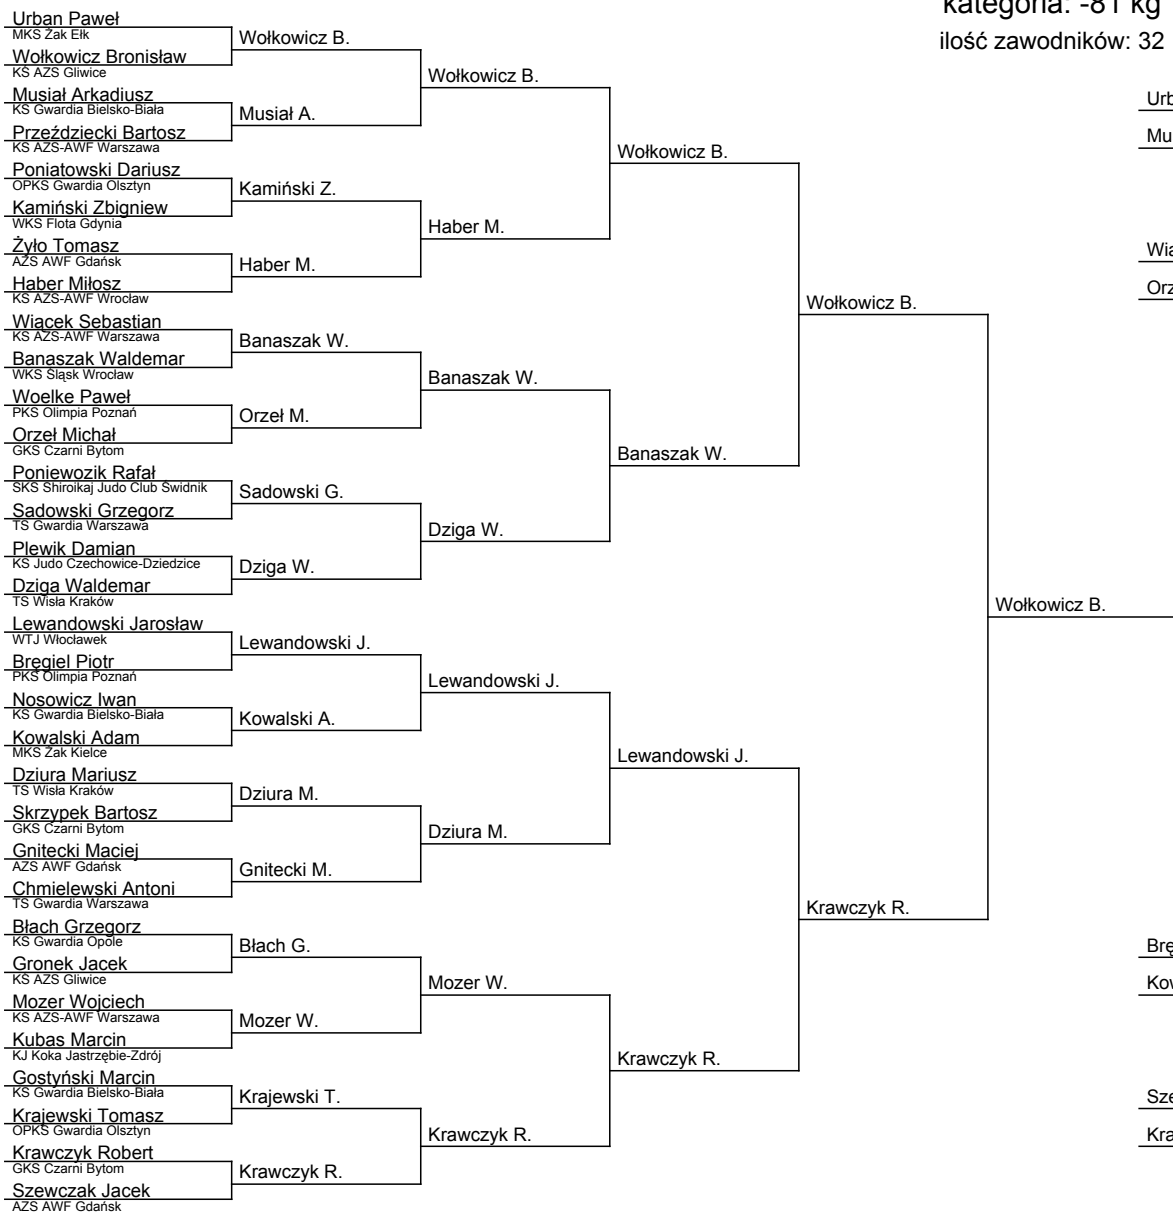 kategoria: -81 kg
ilość zawodników: 32
Urban Paweł
MKS Żak Ełk
Wołkowicz Bronisław
KS AZS Gliwice
Musiał Arkadiusz
KS Gwardia Bielsko-Biała
Przeździecki Bartosz
KS AZS-AWF Warszawa
Poniatowski Dariusz
OPKS Gwardia Olsztyn
Kamiński Zbigniew
WKS Flota Gdynia
Żyło Tomasz
AZS AWF Gdańsk
Haber Miłosz
KS AZS-AWF Wrocław
Wiącek Sebastian
KS AZS-AWF Warszawa
Banaszak Waldemar
WKS Śląsk Wrocław
Woelke Paweł
PKS Olimpia Poznań
Orzeł Michał
GKS Czarni Bytom
Poniewozik Rafał
SKS Shiroikaj Judo Club Świdnik
Sadowski Grzegorz
TS Gwardia Warszawa
Plewik Damian
KS Judo Czechowice-Dziedzice
Dziga Waldemar
TS Wisła Kraków
Lewandowski Jarosław
WTJ Włocławek
Bręgiel Piotr
PKS Olimpia Poznań
Nosowicz Iwan
KS Gwardia Bielsko-Biała
Kowalski Adam
MKS Żak Kielce
Dziura Mariusz
TS Wisła Kraków
Skrzypek Bartosz
GKS Czarni Bytom
Gnitecki Maciej
AZS AWF Gdańsk
Chmielewski Antoni
TS Gwardia Warszawa
Błach Grzegorz
KS Gwardia Opole
Gronek Jacek
KS AZS Gliwice
Mozer Wojciech
KS AZS-AWF Warszawa
Kubas Marcin
KJ Koka Jastrzębie-Zdrój
Gostyński Marcin
KS Gwardia Bielsko-Biała
Krajewski Tomasz
OPKS Gwardia Olsztyn
Krawczyk Robert
GKS Czarni Bytom
Szewczak Jacek
AZS AWF Gdańsk
Wołkowicz B.
Musiał A.
Kamiński Z.
Haber M.
Banaszak W.
Orzeł M.
Sadowski G.
Dziga W.
Lewandowski J.
Kowalski A.
Dziura M.
Gnitecki M.
Błach G.
Mozer W.
Krajewski T.
Krawczyk R.
Wołkowicz B.
Haber M.
Banaszak W.
Dziga W.
Lewandowski J.
Dziura M.
Mozer W.
Krawczyk R.
Wołkowicz B.
Banaszak W.
Lewandowski J.
Krawczyk R.
Wołkowicz B.
Krawczyk R.
Wołkowicz B.
Urb
Mu
Wią
Orz
Brę
Kow
Sze
Kra